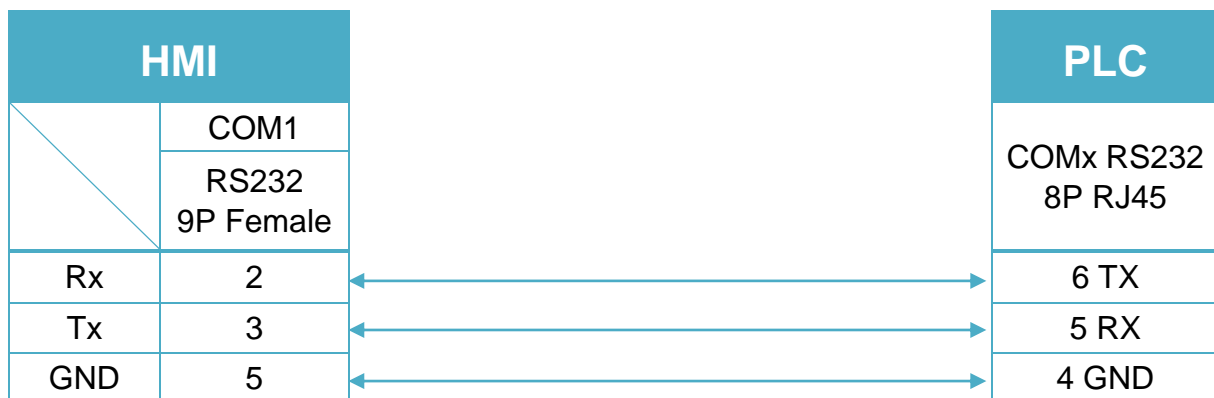 HMI
PLC
COM1
RS232
9P Female
COMx RS232
8P RJ45
Rx 2 6 TX
Tx 3 5 RX
GND 5 4 GND